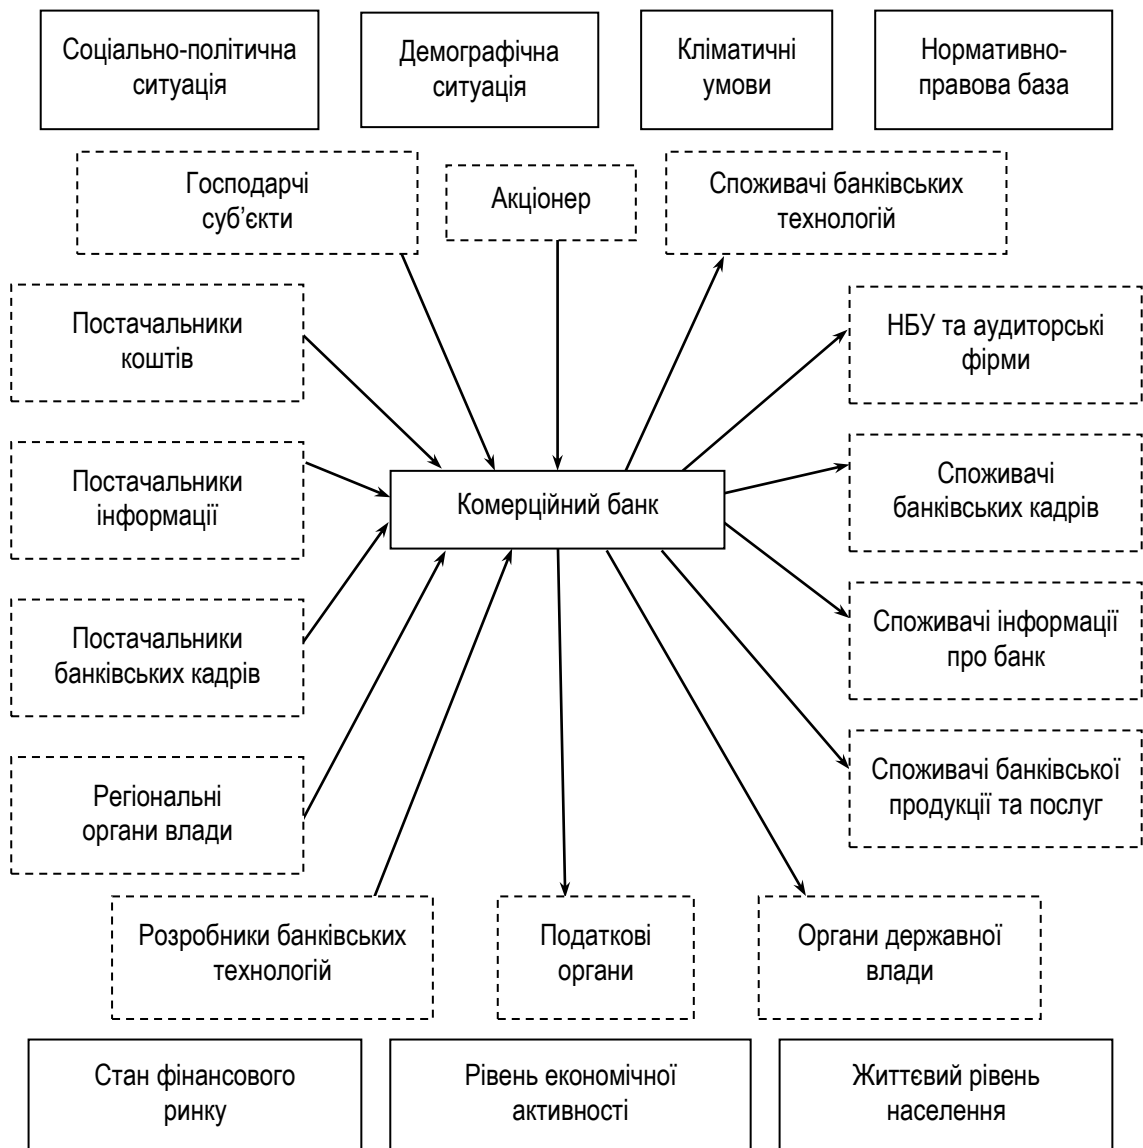 Соціально-політична
ситуація
Демографічна
ситуація
Кліматичні
умови
Нормативно-
правова база
Господарчі
суб’єкти
Акціонер
Споживачі банківських
технологій
Постачальники
коштів
НБУ та аудиторські
фірми
Постачальники
інформації
Комерційний банк
Споживачі
банківських кадрів
Постачальники
банківських кадрів
Споживачі інформації
про банк
Регіональні
органи влади
Споживачі банківської
продукції та послуг
Розробники банківських
технологій
Податкові
органи
Органи державної
влади
Стан фінансового
ринку
Рівень економічної
активності
Життєвий рівень
населення